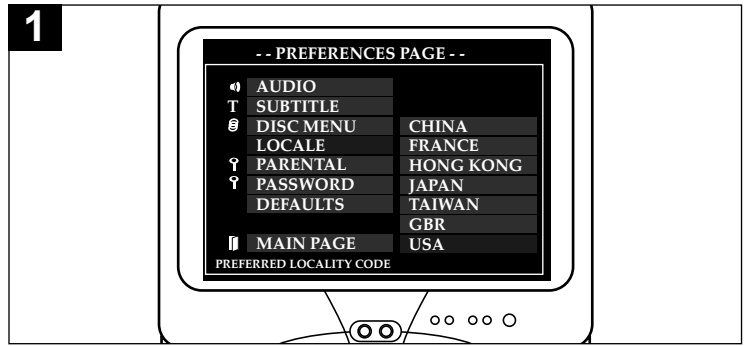 1
- - PREFERENCES PAGE - -
AUDIO
T SUBTITLE
DISC MENU
LOCALE
PARENTAL
PASSWORD
DEFAULTS
MAIN PAGE
CHINA
FRANCE
HONG KONG
JAPAN
TAIWAN
GBR
USA
PREFERRED LOCALITY CODE